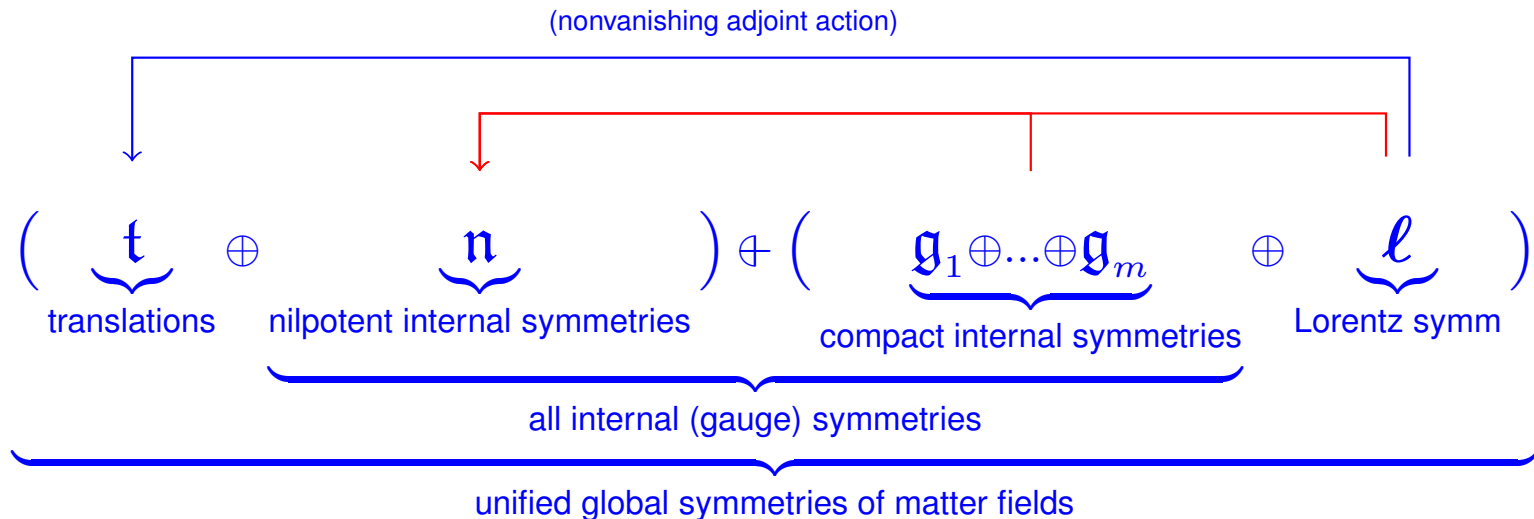 (nonvanishing adjoint action)
( 𝔱 ⊕ 𝔫 ) ⨭ ( 𝔤₁⊕...⊕𝔤ₘ ⊕ ℓ )
translations nilpotent internal symmetries compact internal symmetries Lorentz symm
all internal (gauge) symmetries
unified global symmetries of matter fields